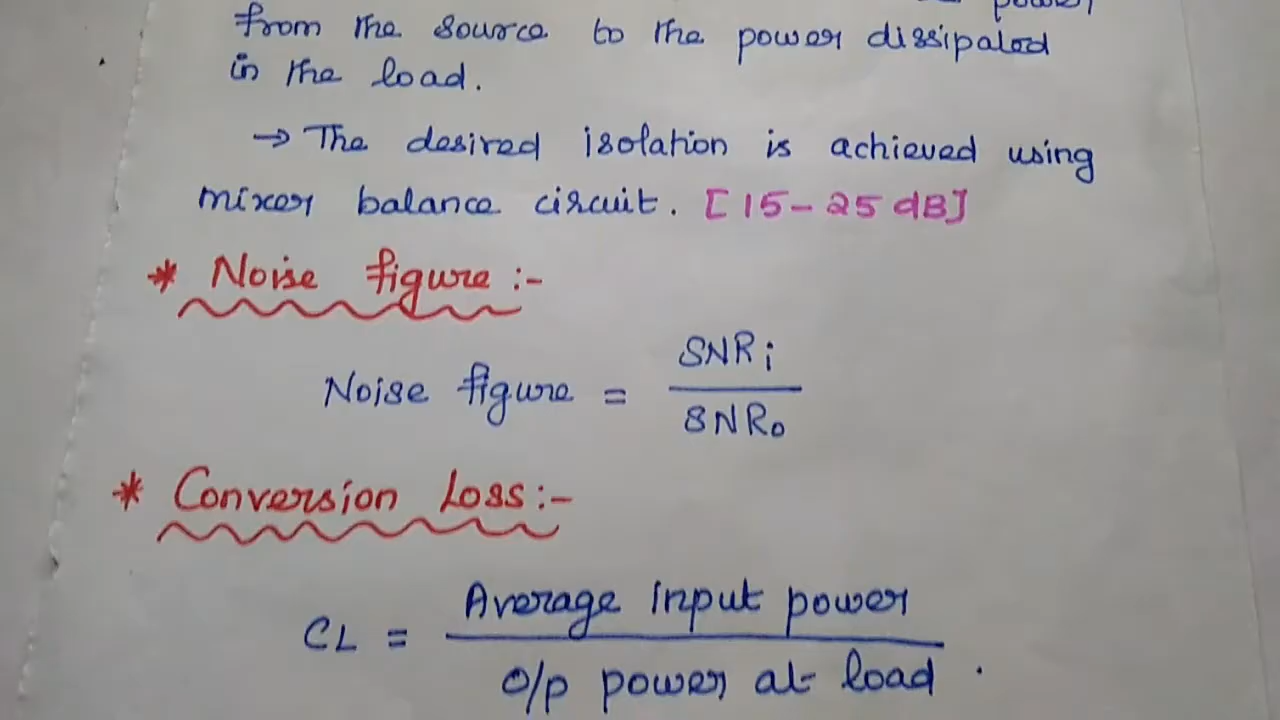 power
from the source to the power dissipated
in the load.
→ The desired isolation is achieved using
mixer balance circuit. [15-25 dB]
* Noise figure :-
Noise figure = SNRi
SNRo
* Conversion Loss:-
CL = Average input power
o/p power at load.